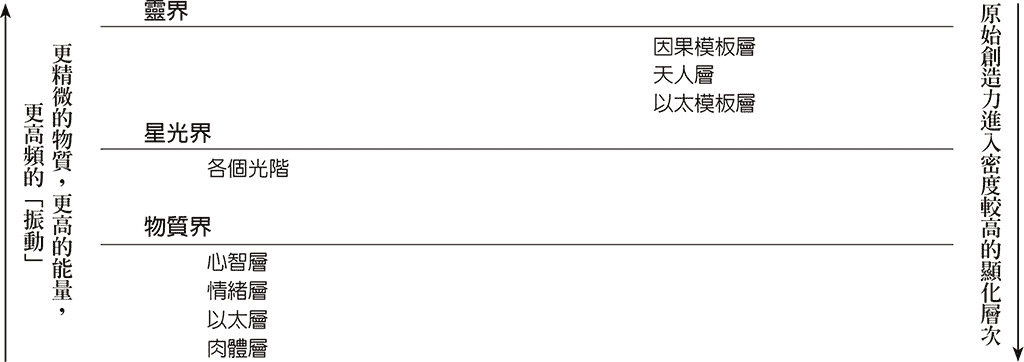 靈界
因果模板層
天人層
以太模板層
星光界
各個光階
物質界
心智層
情緒層
以太層
肉體層
更精微的物質，更高的能量，
更高頻的「振動」
原始創造力進入密度較高的顯化層次